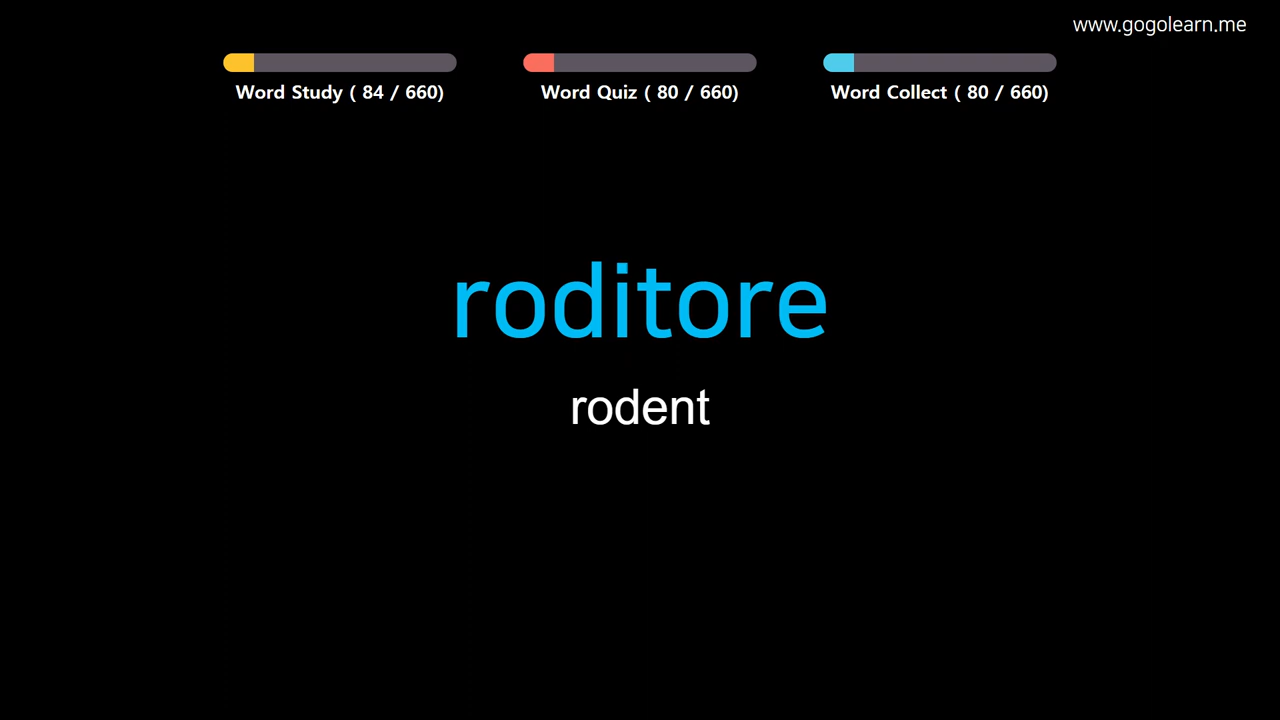 www.gogolearn.me
Word Study ( 84 / 660)
Word Quiz ( 80 / 660)
Word Collect ( 80 / 660)
roditore
rodent